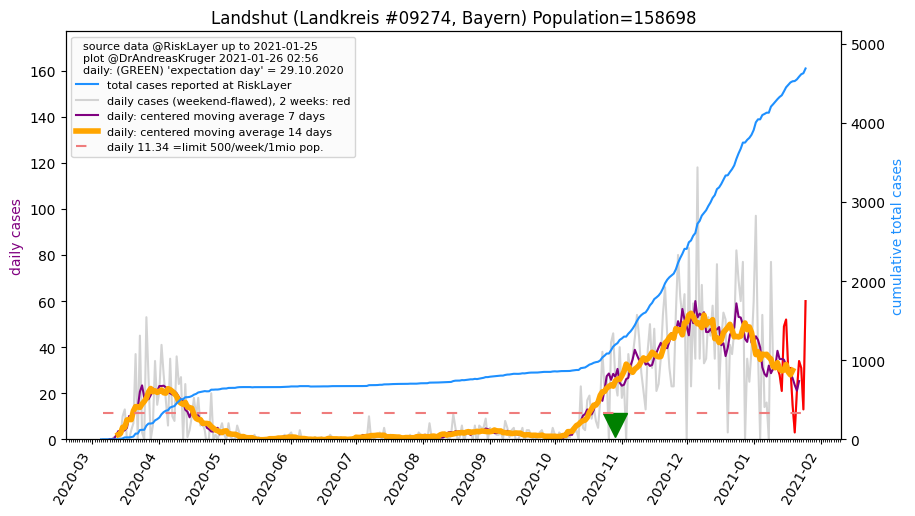 Landshut (Landkreis #09274, Bayern) Population=158698
source data @RiskLayer up to 2021-01-25
plot @DrAndreasKruger 2021-01-26 02:56
daily: (GREEN) 'expectation day' = 29.10.2020
total cases reported at RiskLayer
daily cases (weekend-flawed), 2 weeks: red
daily: centered moving average 7 days
daily: centered moving average 14 days
daily 11.34 =limit 500/week/1mio pop.
daily cases
160
140
120
100
80
60
40
20
0
cumulative total cases
5000
4000
3000
2000
1000
0
2020-03
2020-04
2020-05
2020-06
2020-07
2020-08
2020-09
2020-10
2020-11
2020-12
2021-01
2021-02